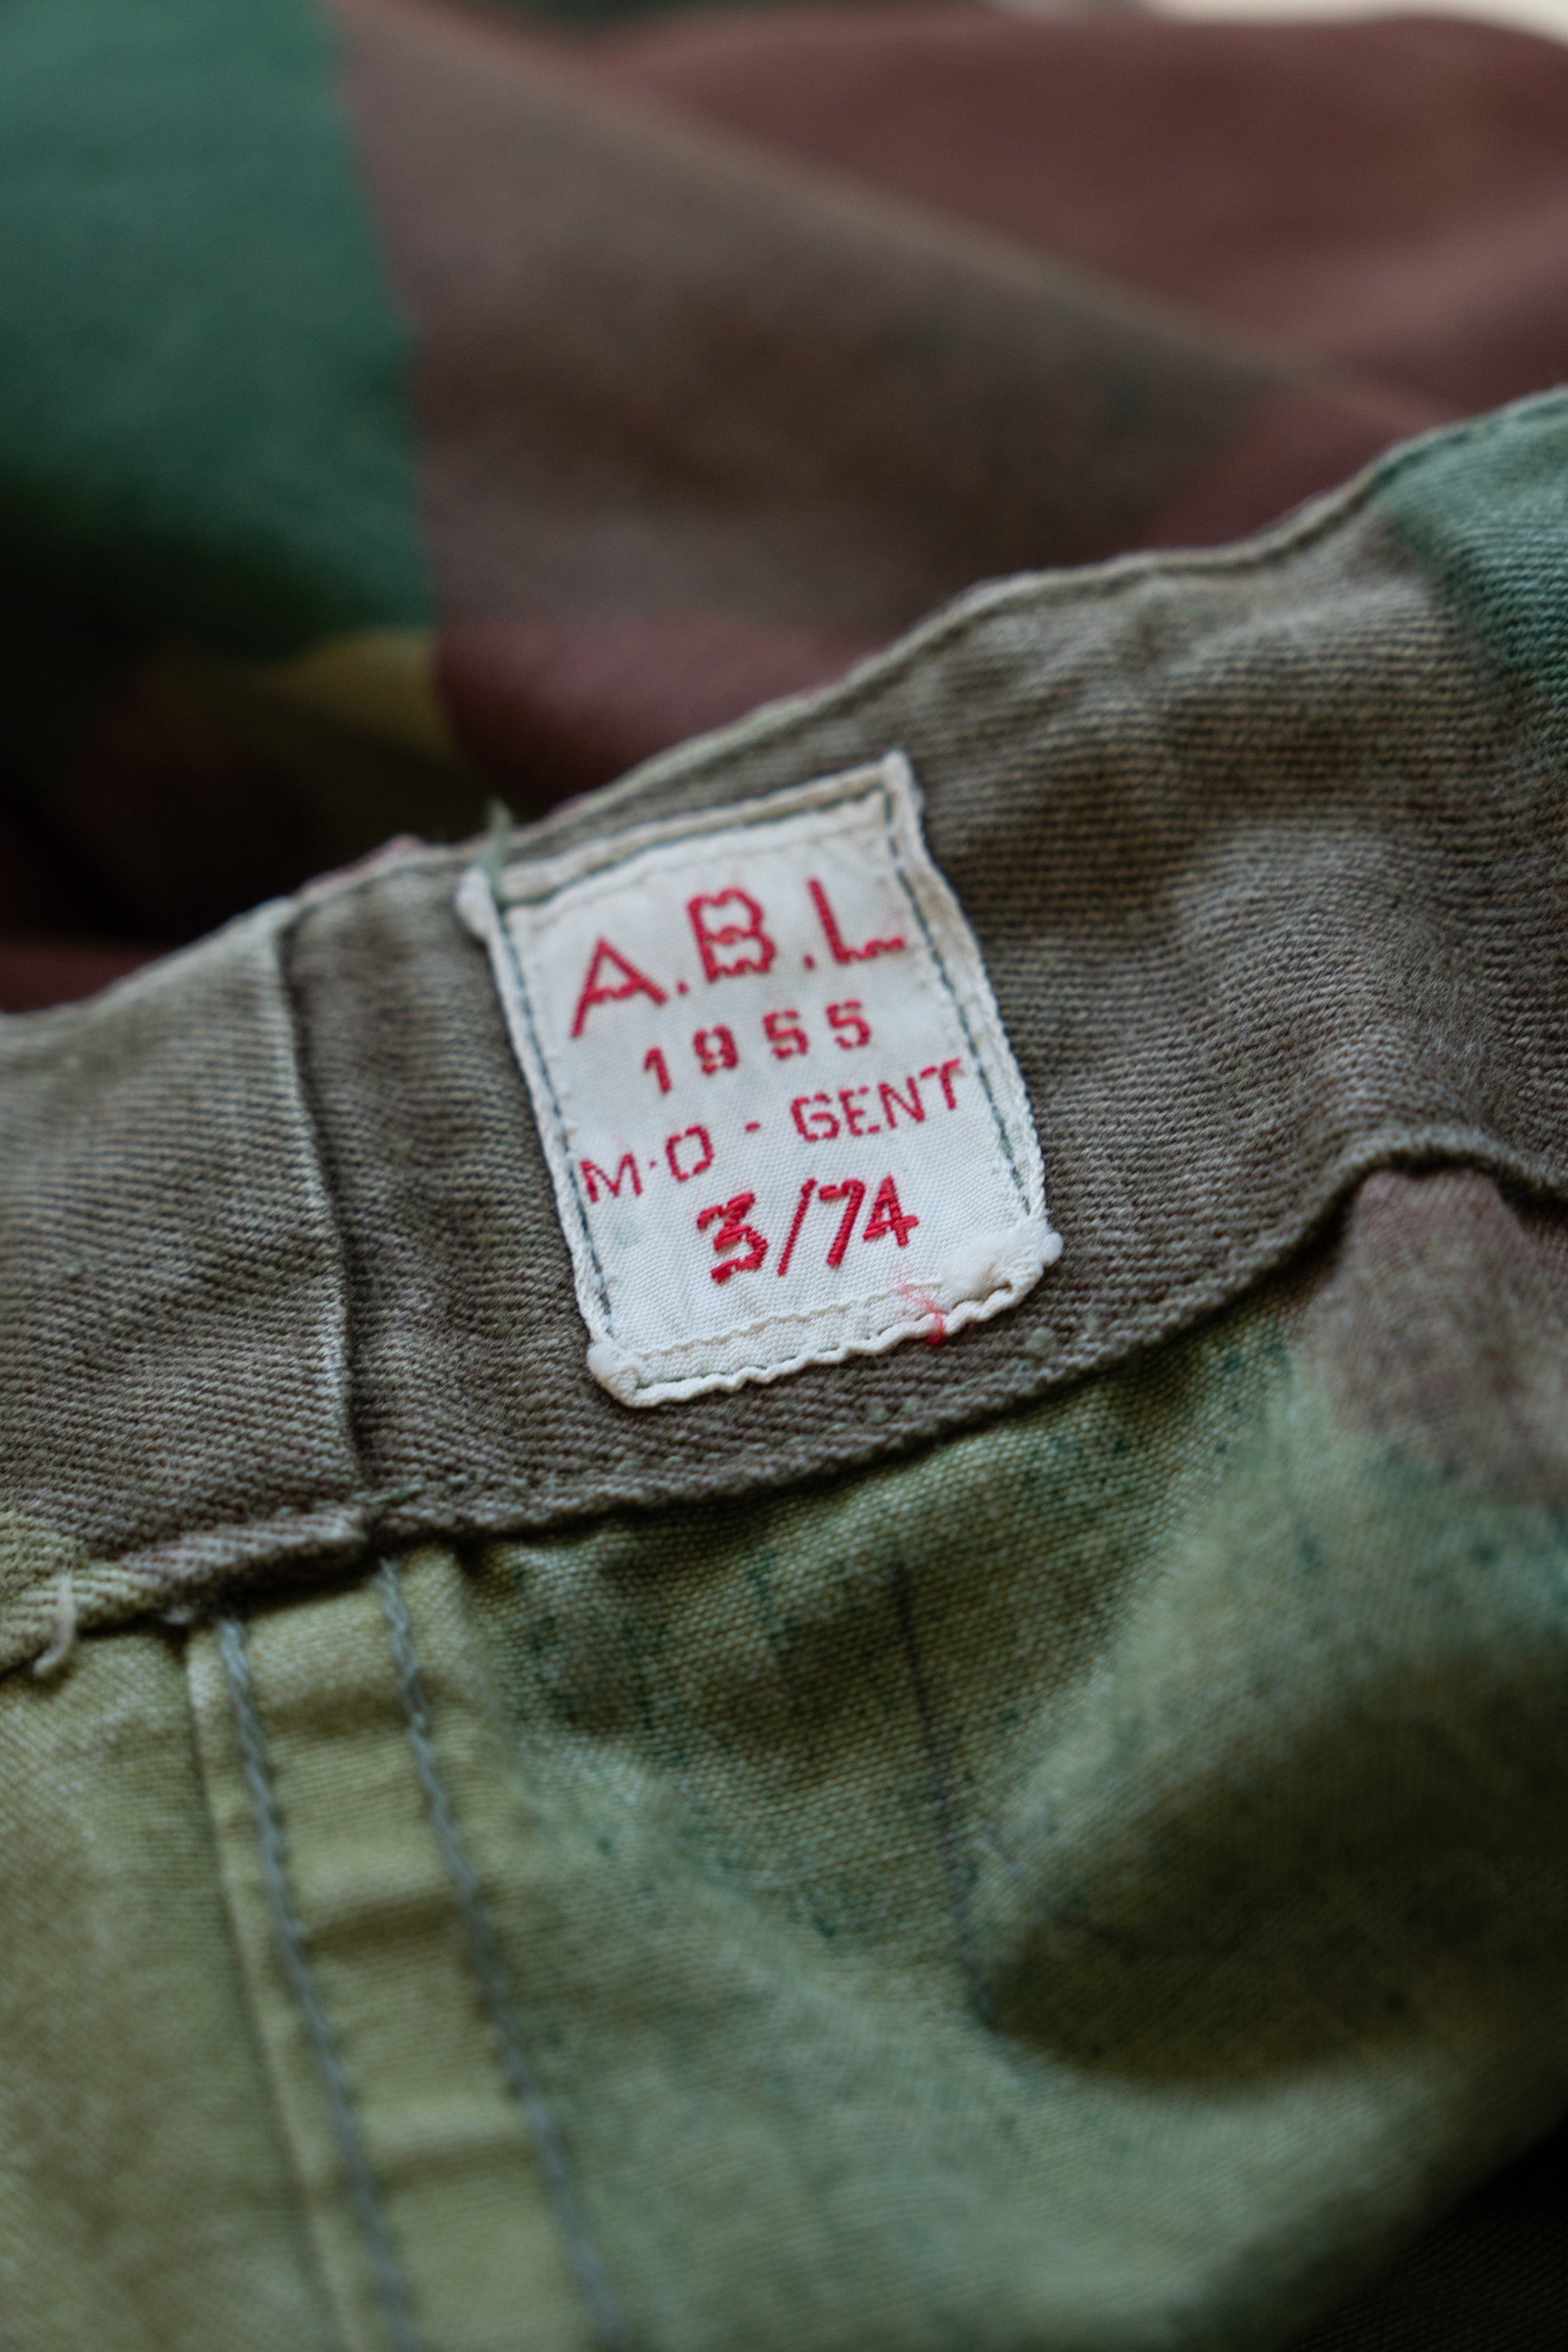 A.B.L
1955
M.O - GENT
3/74